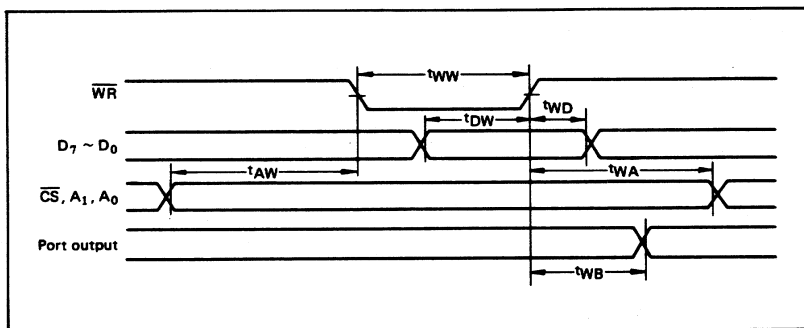 tWW
WR
tDW
tWD
D7 ~ D0
tAW
tWA
CS, A1, A0
Port output
tWB